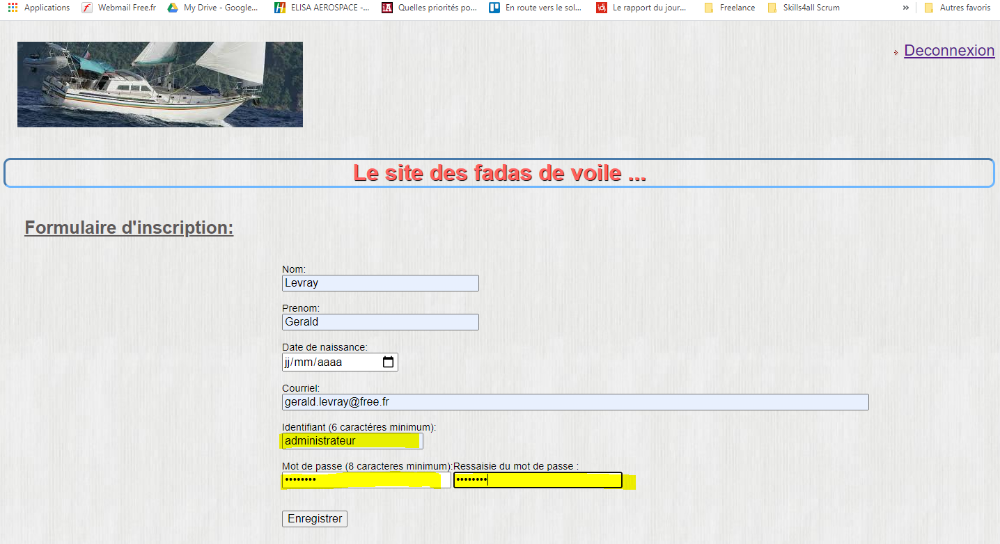 Applications Webmail Free.fr My Drive - Google... ELISA AEROSPACE -... iA Quelles priorités po... En route vers le sol... idj Le rapport du jour... Freelance Skills4all Scrum » Autres favoris
Deconnexion
Le site des fadas de voile ...
Formulaire d'inscription:
Nom:
Levray
Prenom:
Gerald
Date de naissance:
jj/mm/aaaa
Courriel:
gerald.levray@free.fr
Identifiant (6 caractéres minimum):
administrateur
Mot de passe (8 caracteres minimum):Ressaisie du mot de passe :
•••••••• ••••••••
Enregistrer